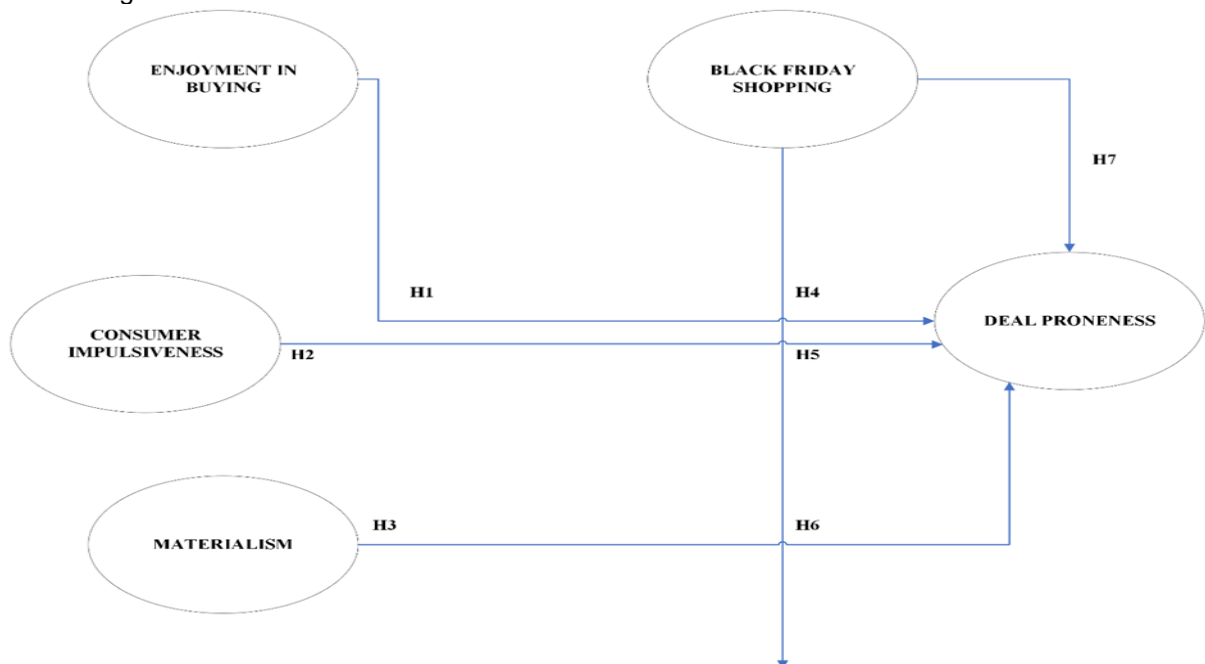 ENJOYMENT IN
BUYING
BLACK FRIDAY
SHOPPING
H7
H1
H4
DEAL PRONENESS
CONSUMER
IMPULSIVENESS
H2
H5
MATERIALISM
H3
H6